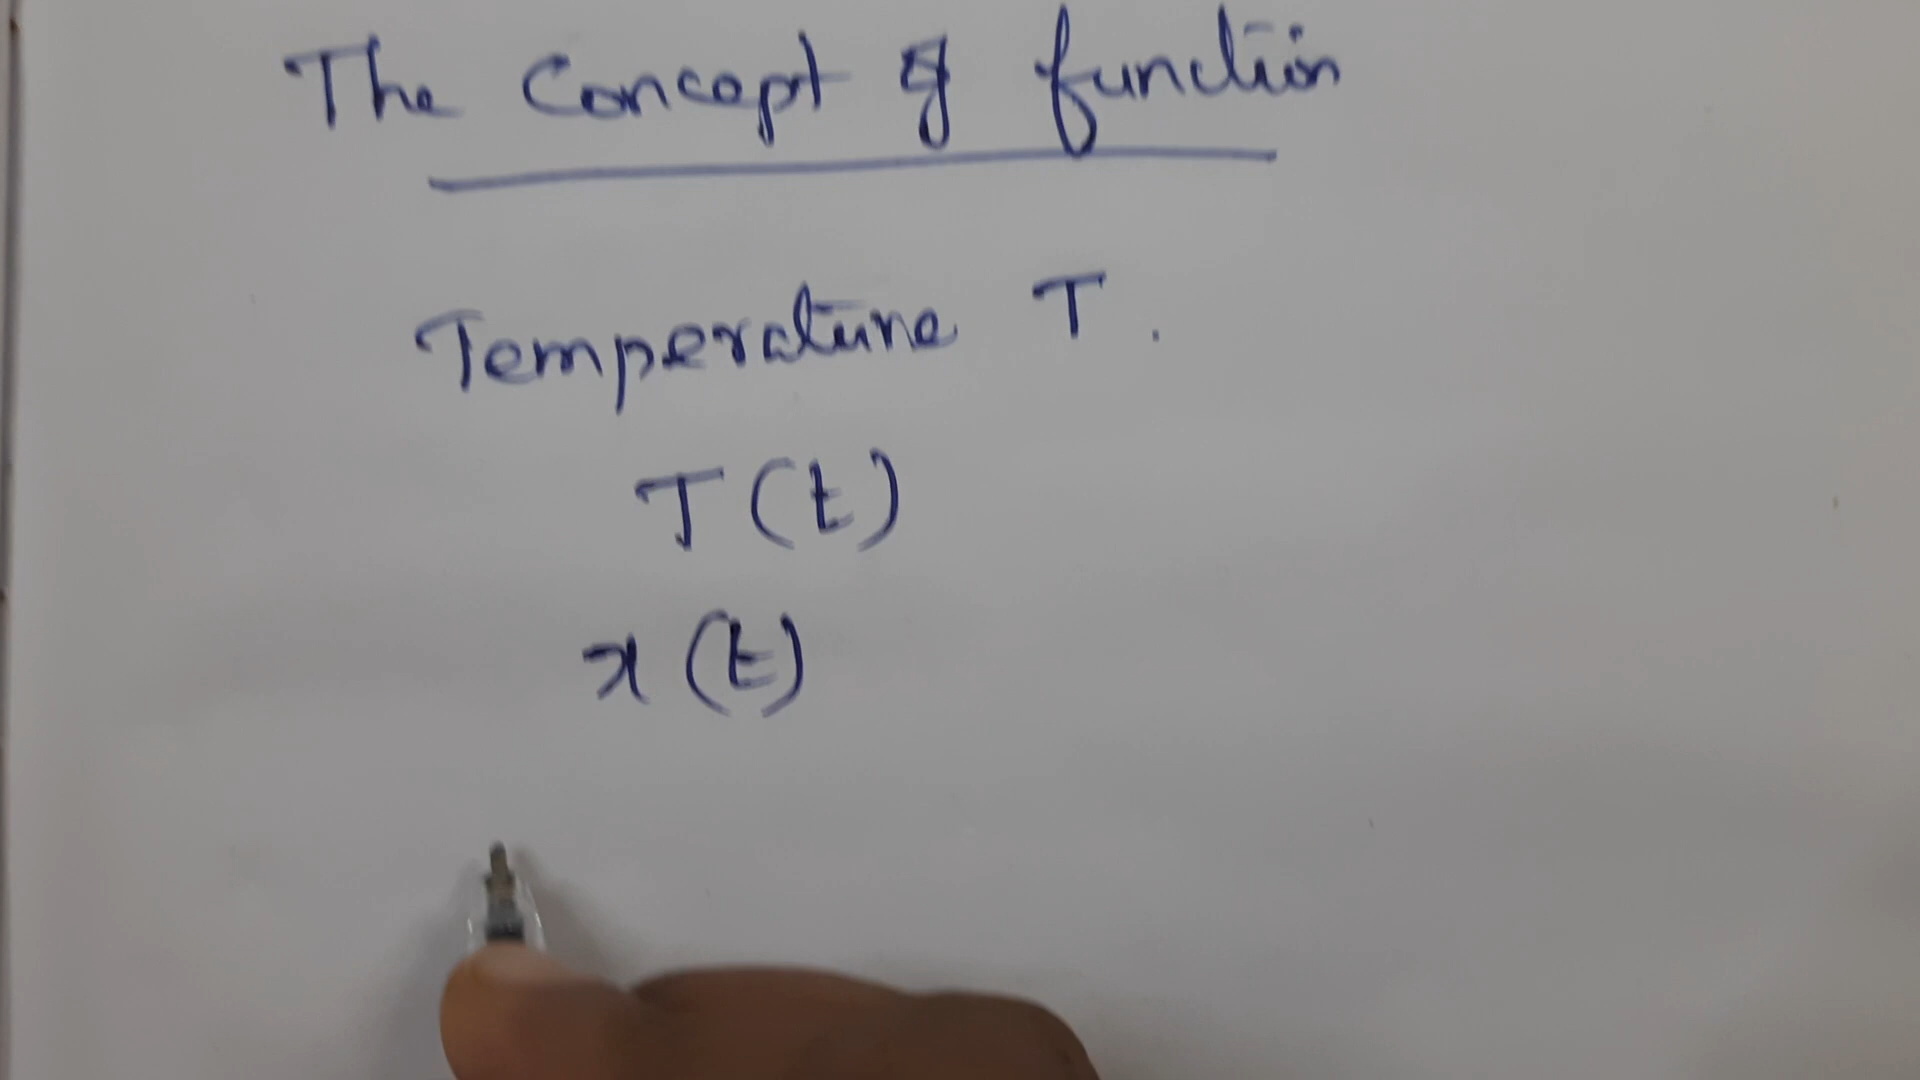 The Concept of function
Temperature T.
T(t)
x(t)